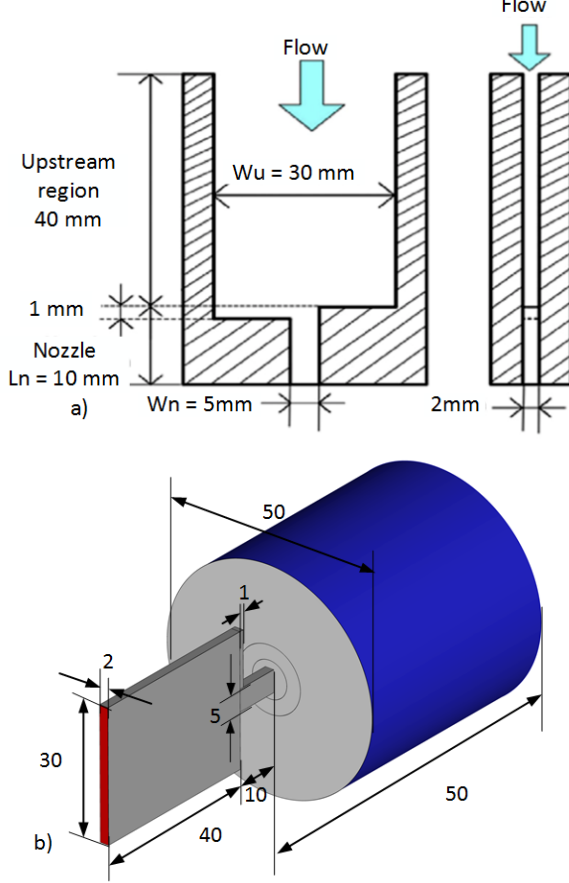 Flow
Flow
Upstream
region
40 mm
Wu = 30 mm
1 mm
Nozzle
Ln = 10 mm
a)
Wn = 5mm
2mm
50
1
2
5
30
10
50
40
b)